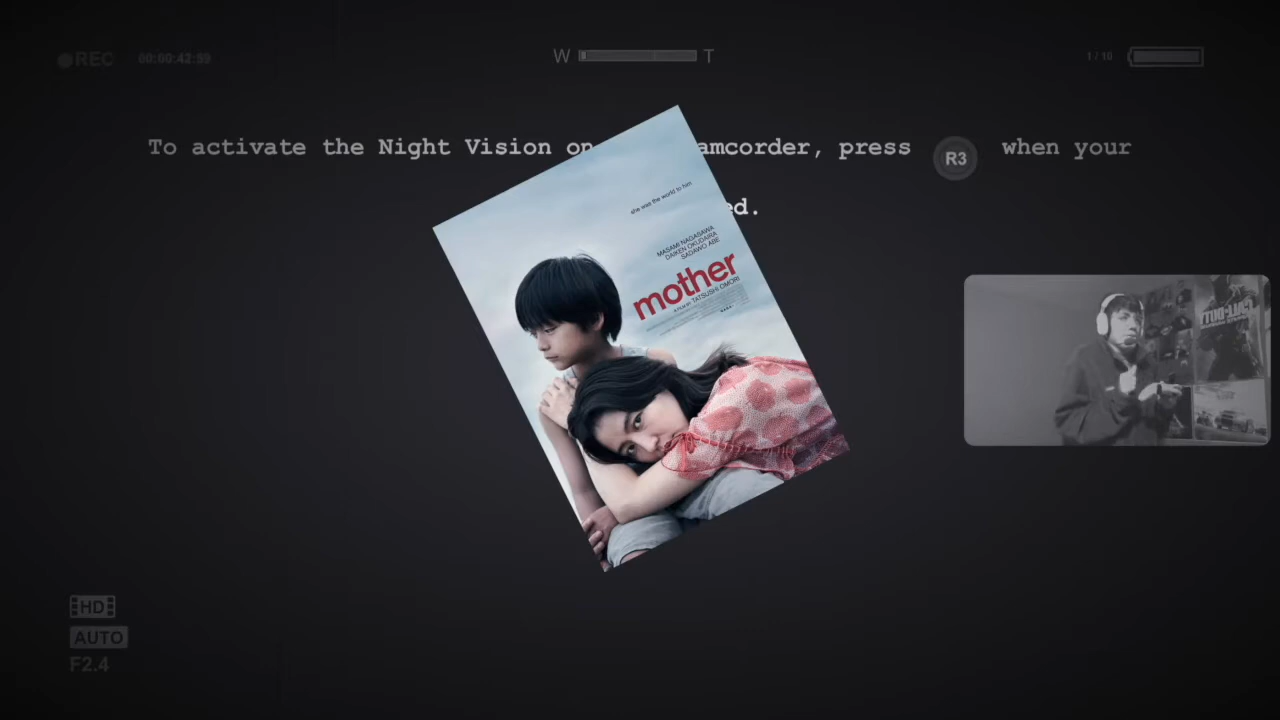 REC 00:00:42:59
W T
1 / 10
To activate the Night Vision on amcorder, press R3 when your
ed.
she was the world to him
MASAMI NAGASAWA
DAIKEN OKUDAIRA
SADAWO ABE
mother
A FILM BY TATSUSHI OMORI
HD
AUTO
F2.4